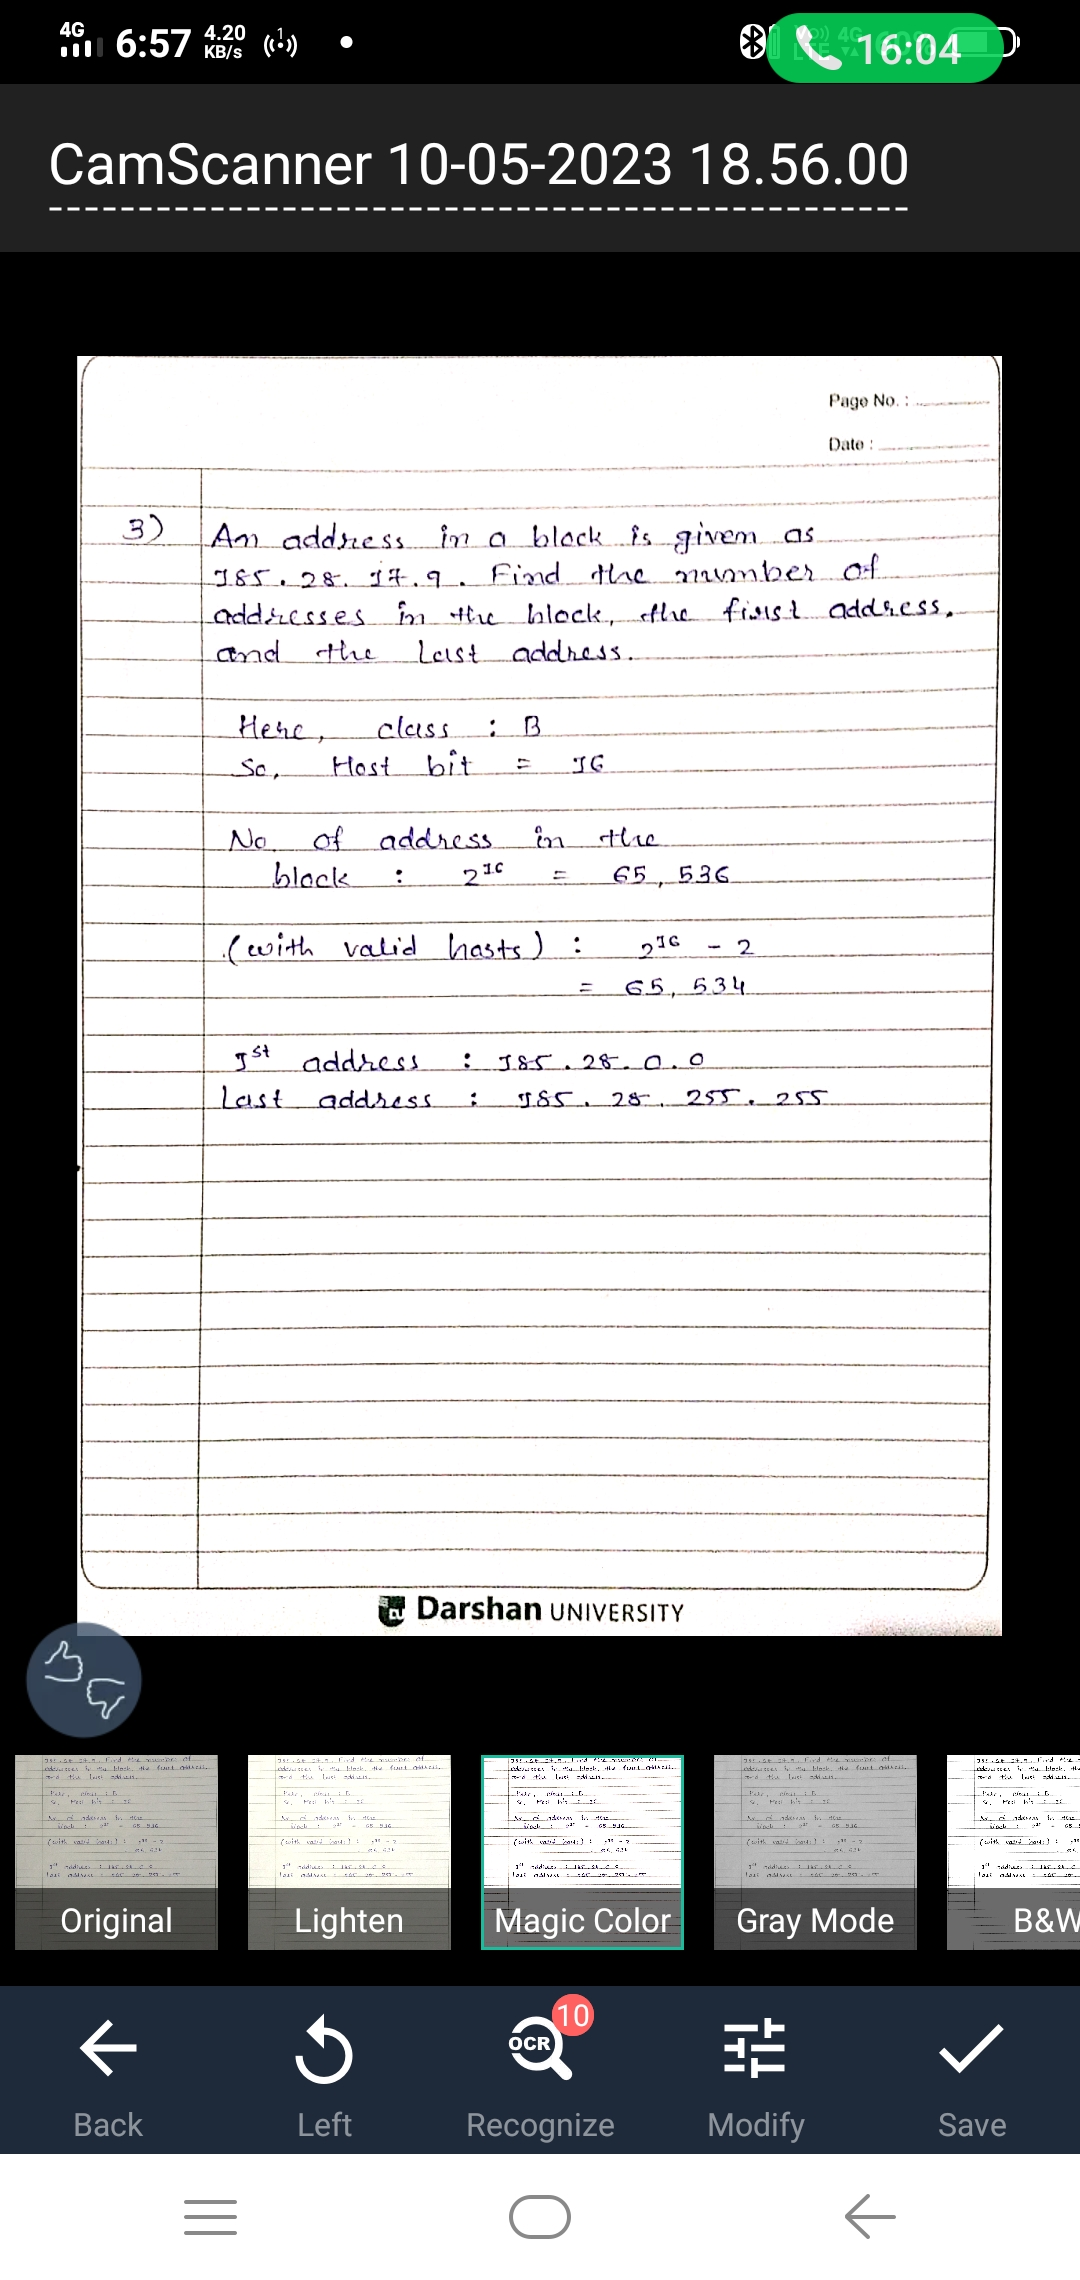 4G 6:57 4.20 KB/s 16:04
CamScanner 10-05-2023 18.56.00
Page No. :
Date :
3) An address in a block is given as
185.28.17.9. Find the number of
addresses in the block, the first address,
and the last address.
Here, class : B
So, Host bit = 16
No. of address in the
block : 2¹⁶ = 65,536
(with valid hosts) : 2¹⁶ - 2
= 65,534
1st address : 185.28.0.0
Last address : 185.28.255.255
Darshan UNIVERSITY
Original Lighten Magic Color Gray Mode B&W
10
OCR
Back Left Recognize Modify Save